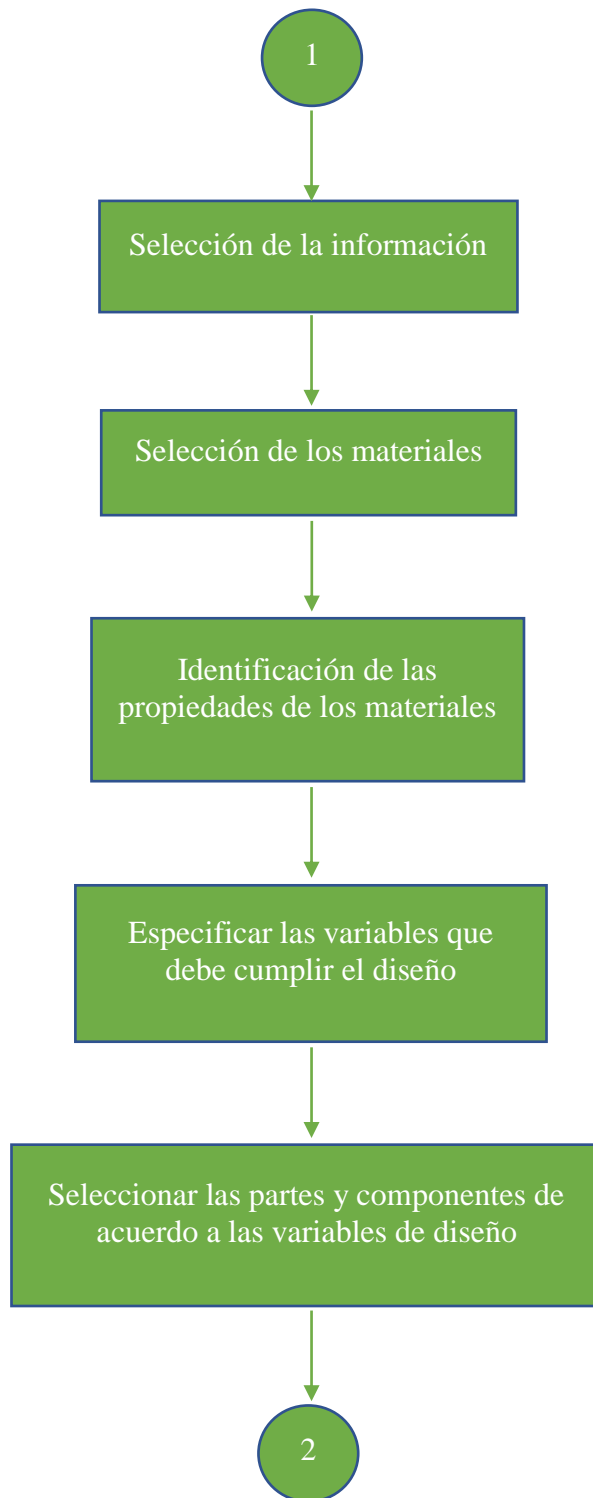 1
Selección de la información
Selección de los materiales
Identificación de las
propiedades de los materiales
Especificar las variables que
debe cumplir el diseño
Seleccionar las partes y componentes de
acuerdo a las variables de diseño
2